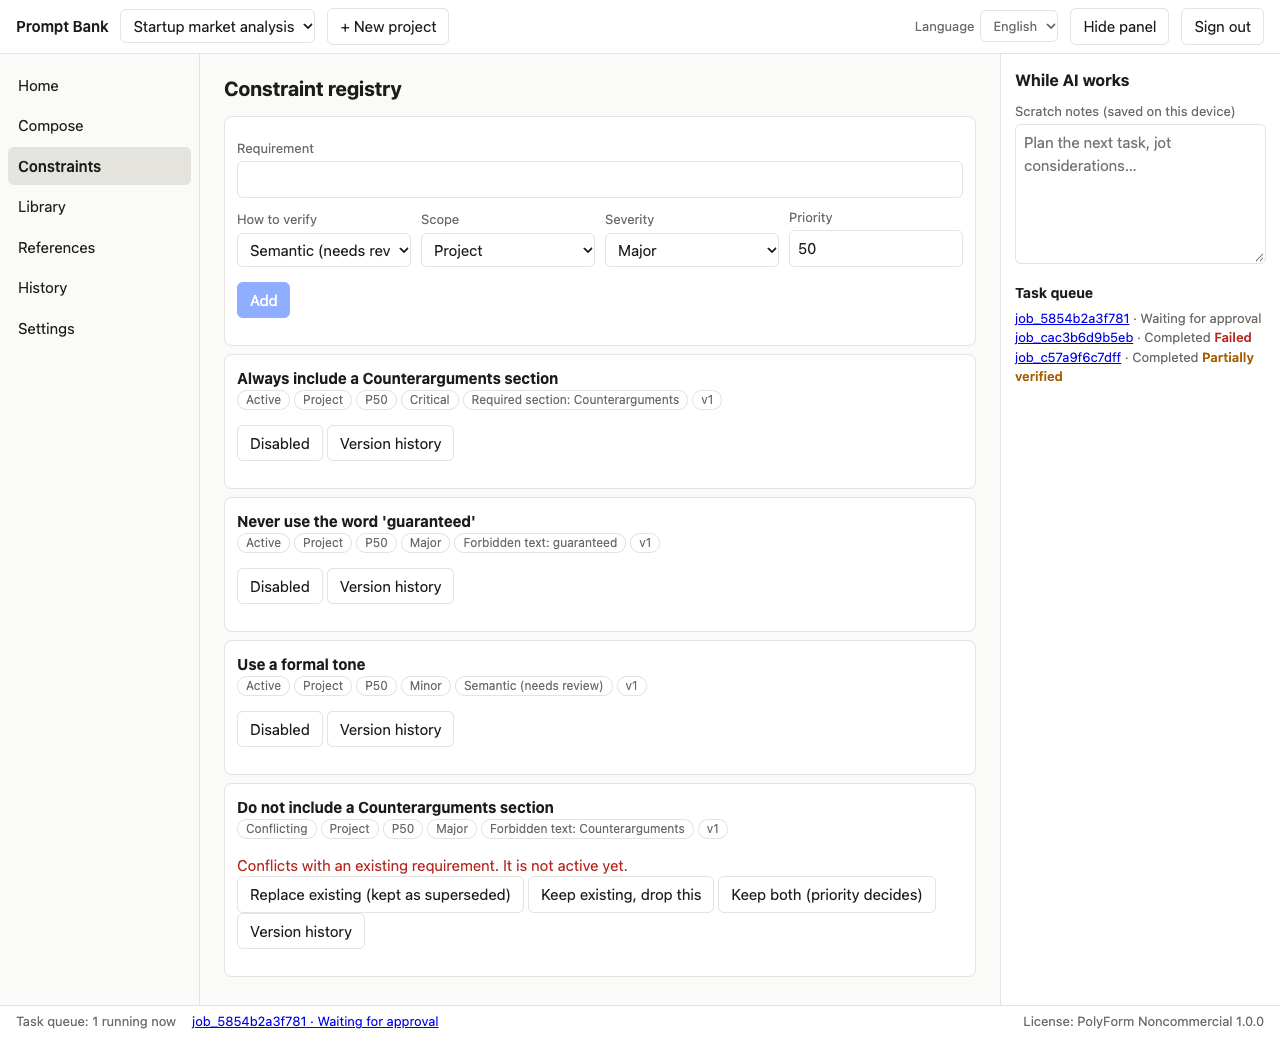 Prompt Bank
Startup market analysis
+ New project
Language
English
Hide panel
Sign out
Home
Compose
Constraints
Library
References
History
Settings
Constraint registry
Requirement
How to verify
Scope
Severity
Priority
Semantic (needs rev
Project
Major
50
Add
Always include a Counterarguments section
Active
Project
P50
Critical
Required section: Counterarguments
v1
Disabled
Version history
Never use the word 'guaranteed'
Active
Project
P50
Major
Forbidden text: guaranteed
v1
Disabled
Version history
Use a formal tone
Active
Project
P50
Minor
Semantic (needs review)
v1
Disabled
Version history
Do not include a Counterarguments section
Conflicting
Project
P50
Major
Forbidden text: Counterarguments
v1
Conflicts with an existing requirement. It is not active yet.
Replace existing (kept as superseded)
Keep existing, drop this
Keep both (priority decides)
Version history
While AI works
Scratch notes (saved on this device)
Plan the next task, jot
considerations...
Task queue
job_5854b2a3f781 · Waiting for approval
job_cac3b6d9b5eb · Completed Failed
job_c57a9f6c7dff · Completed Partially
verified
Task queue: 1 running now
job_5854b2a3f781 · Waiting for approval
License: PolyForm Noncommercial 1.0.0